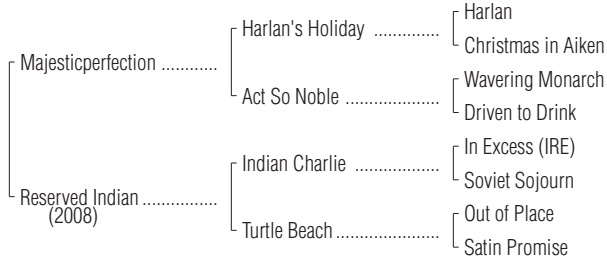 Harlan
Harlan's Holiday ..............
Christmas in Aiken
Majesticperfection ............
Wavering Monarch
Act So Noble ....................
Driven to Drink
In Excess (IRE)
Indian Charlie ..................
Soviet Sojourn
Reserved Indian ................
(2008)
Out of Place
Turtle Beach ......................
Satin Promise